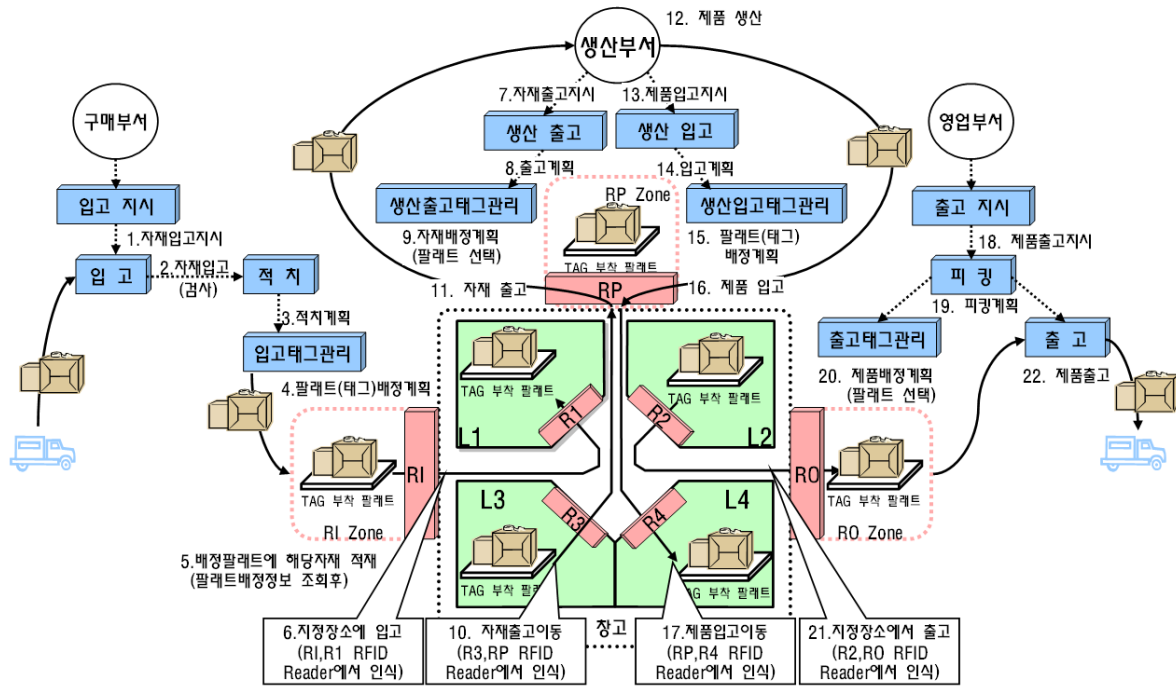 12. 제품 생산
생산부서
구매부서
영업부서
7.자재출고지시
13.제품입고지시
생산 출고
생산 입고
8.출고계획
14.입고계획
입고 지시
생산출고태그관리
RP Zone
생산입고태그관리
출고 지시
1.자재입고지시
9.자재배정계획
(팔래트 선택)
15. 팔래트(태그)
배정계획
18. 제품출고지시
입 고
2.자재입고
(검사)
적 치
TAG 부착 팔래트
피킹
11. 자재 출고
RP
16. 제품 입고
19. 피킹계획
3.적치계획
입고태그관리
출고태그관리
출 고
4.팔래트(태그)배정계획
TAG 부착 팔래트
TAG 부착 팔래트
20. 제품배정계획
(팔래트 선택)
22. 제품출고
L1
R1
R2
L2
RI
RO
TAG 부착 팔래트
TAG 부착 팔래트
RI Zone
RO Zone
L3
R3
R4
L4
5.배정팔래트에 해당자재 적재
(팔래트배정정보 조회후)
TAG 부착 팔래트
TAG 부착 팔래트
창고
6.지정장소에 입고
(RI,R1 RFID
Reader에서 인식)
10. 자재출고이동
(R3,RP RFID
Reader에서 인식)
17.제품입고이동
(RP,R4 RFID
Reader에서 인식)
21.지정장소에서 출고
(R2,RO RFID
Reader에서 인식)